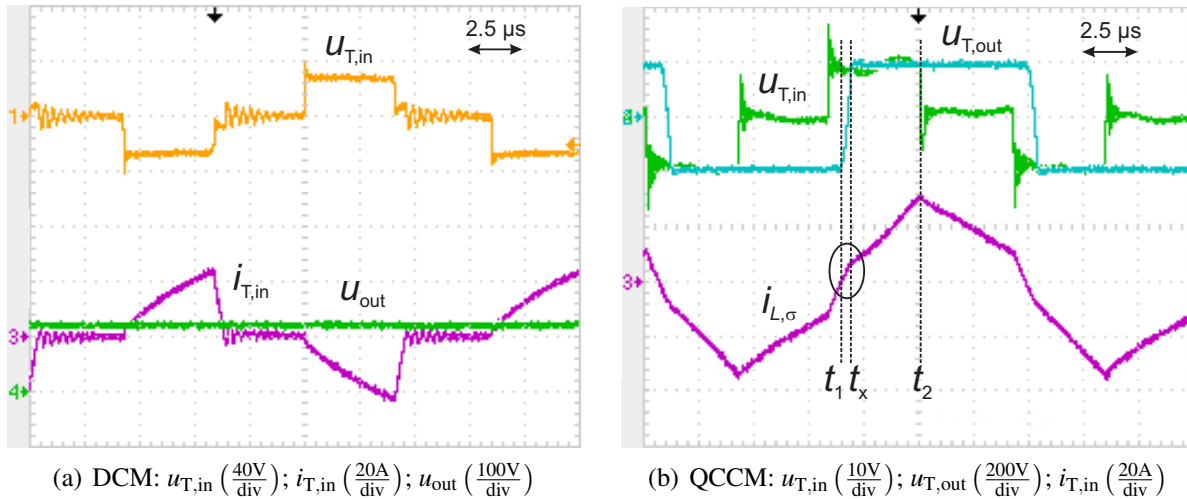 2.5 µs
u_T,in
1
i_T,in
u_out
3
4
2.5 µs
u_T,out
u_T,in
3
i_L,σ
t_1 t_x t_2
(a) DCM: u_T,in (40V/div); i_T,in (20A/div); u_out (100V/div)
(b) QCCM: u_T,in (10V/div); u_T,out (200V/div); i_T,in (20A/div)